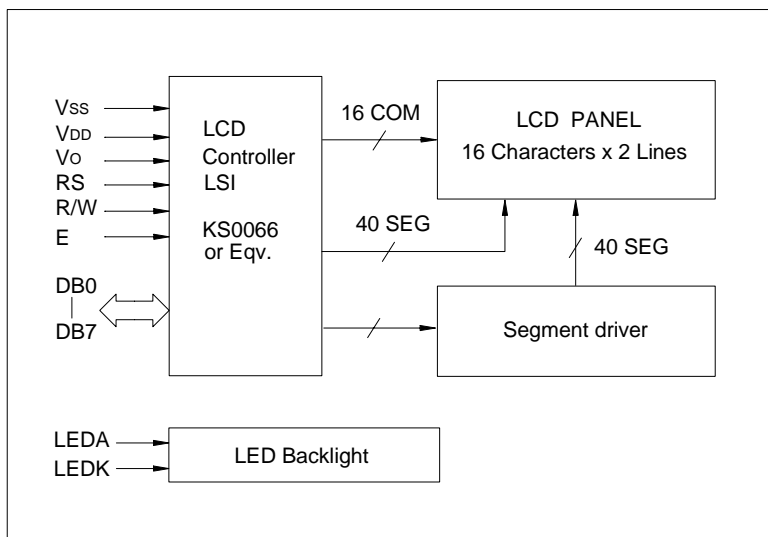 VSS
VDD
VO
RS
R/W
E
DB0
DB7
LCD
Controller
LSI
KS0066
or Eqv.
16 COM
40 SEG
LCD PANEL
16 Characters x 2 Lines
40 SEG
Segment driver
LEDA
LEDK
LED Backlight